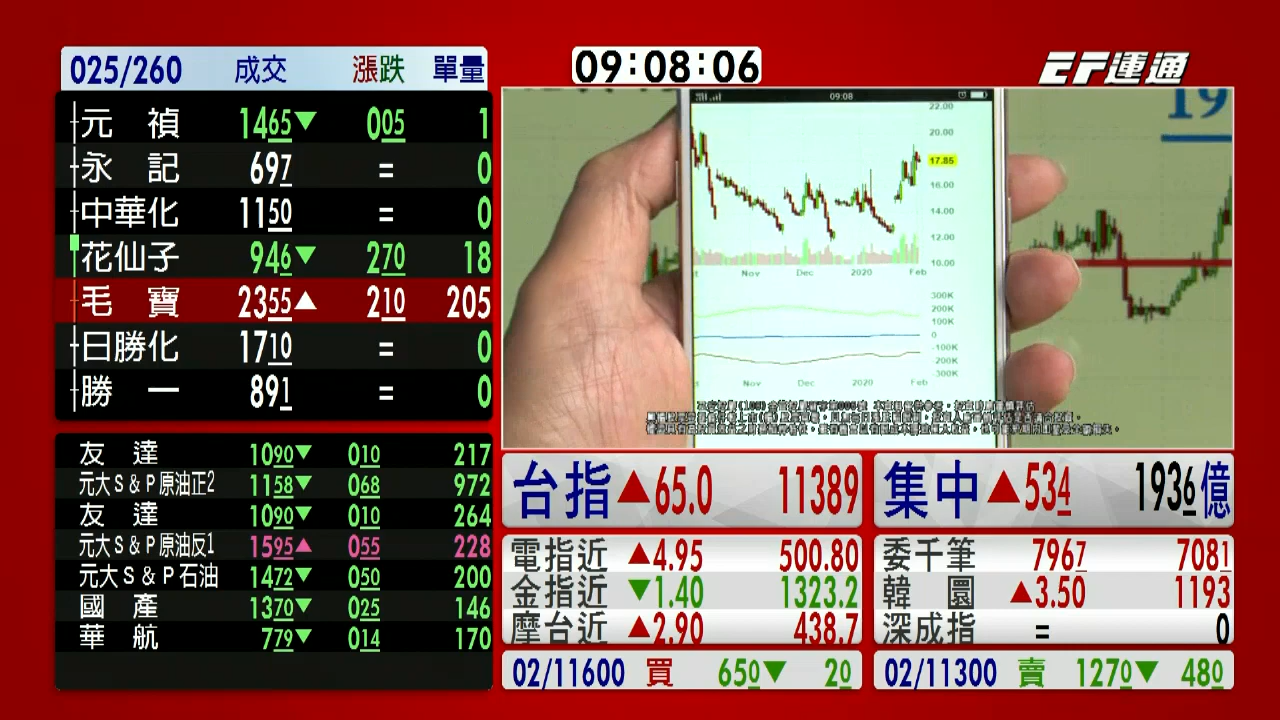 025/260 成交 漲跌 單量
09:08:06
EF運通
元禎 1465▼ 005 1
永記 697 = 0
中華化 1150 = 0
花仙子 946▼ 270 18
毛寶 2355▲ 210 205
日勝化 1710 = 0
勝一 891 = 0
友達 1090▼ 010 217
元大S&P原油正2 1158▼ 068 972
友達 1090▼ 010 264
元大S&P原油反1 1595▲ 055 228
元大S&P石油 1472▼ 050 200
國產 1370▼ 025 146
華航 779▼ 014 170
09:08
22.00
20.00
17.85
16.00
14.00
12.00
10.00
Nov Dec 2020 Feb
300K
200K
100K
0
-100K
-200K
-300K
Nov Dec 2020 Feb
19
台指▲65.0 11389
集中▲534 1936億
電指近▲4.95 500.80
金指近▼1.40 1323.2
摩台近▲2.90 438.7
委千筆 7967 7081
韓圜▲3.50 1193
深成指 = 0
02/11600 買 650▼ 20
02/11300 賣 1270▼ 480